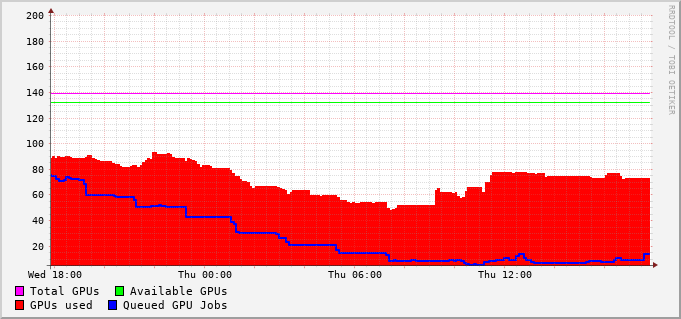 200
180
160
140
120
100
80
60
40
20
Wed 18:00 Thu 00:00 Thu 06:00 Thu 12:00
Total GPUs Available GPUs
GPUs used Queued GPU Jobs
RRDTOOL / TOBI OETIKER